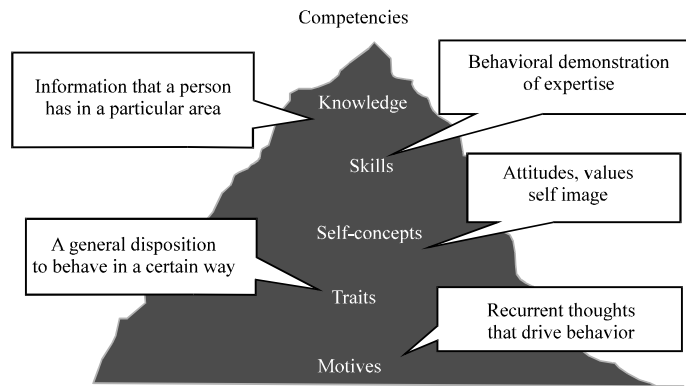 Competencies
Information that a person
has in a particular area
Knowledge
Behavioral demonstration
of expertise
Skills
Attitudes, values
self image
Self-concepts
A general disposition
to behave in a certain way
Traits
Recurrent thoughts
that drive behavior
Motives